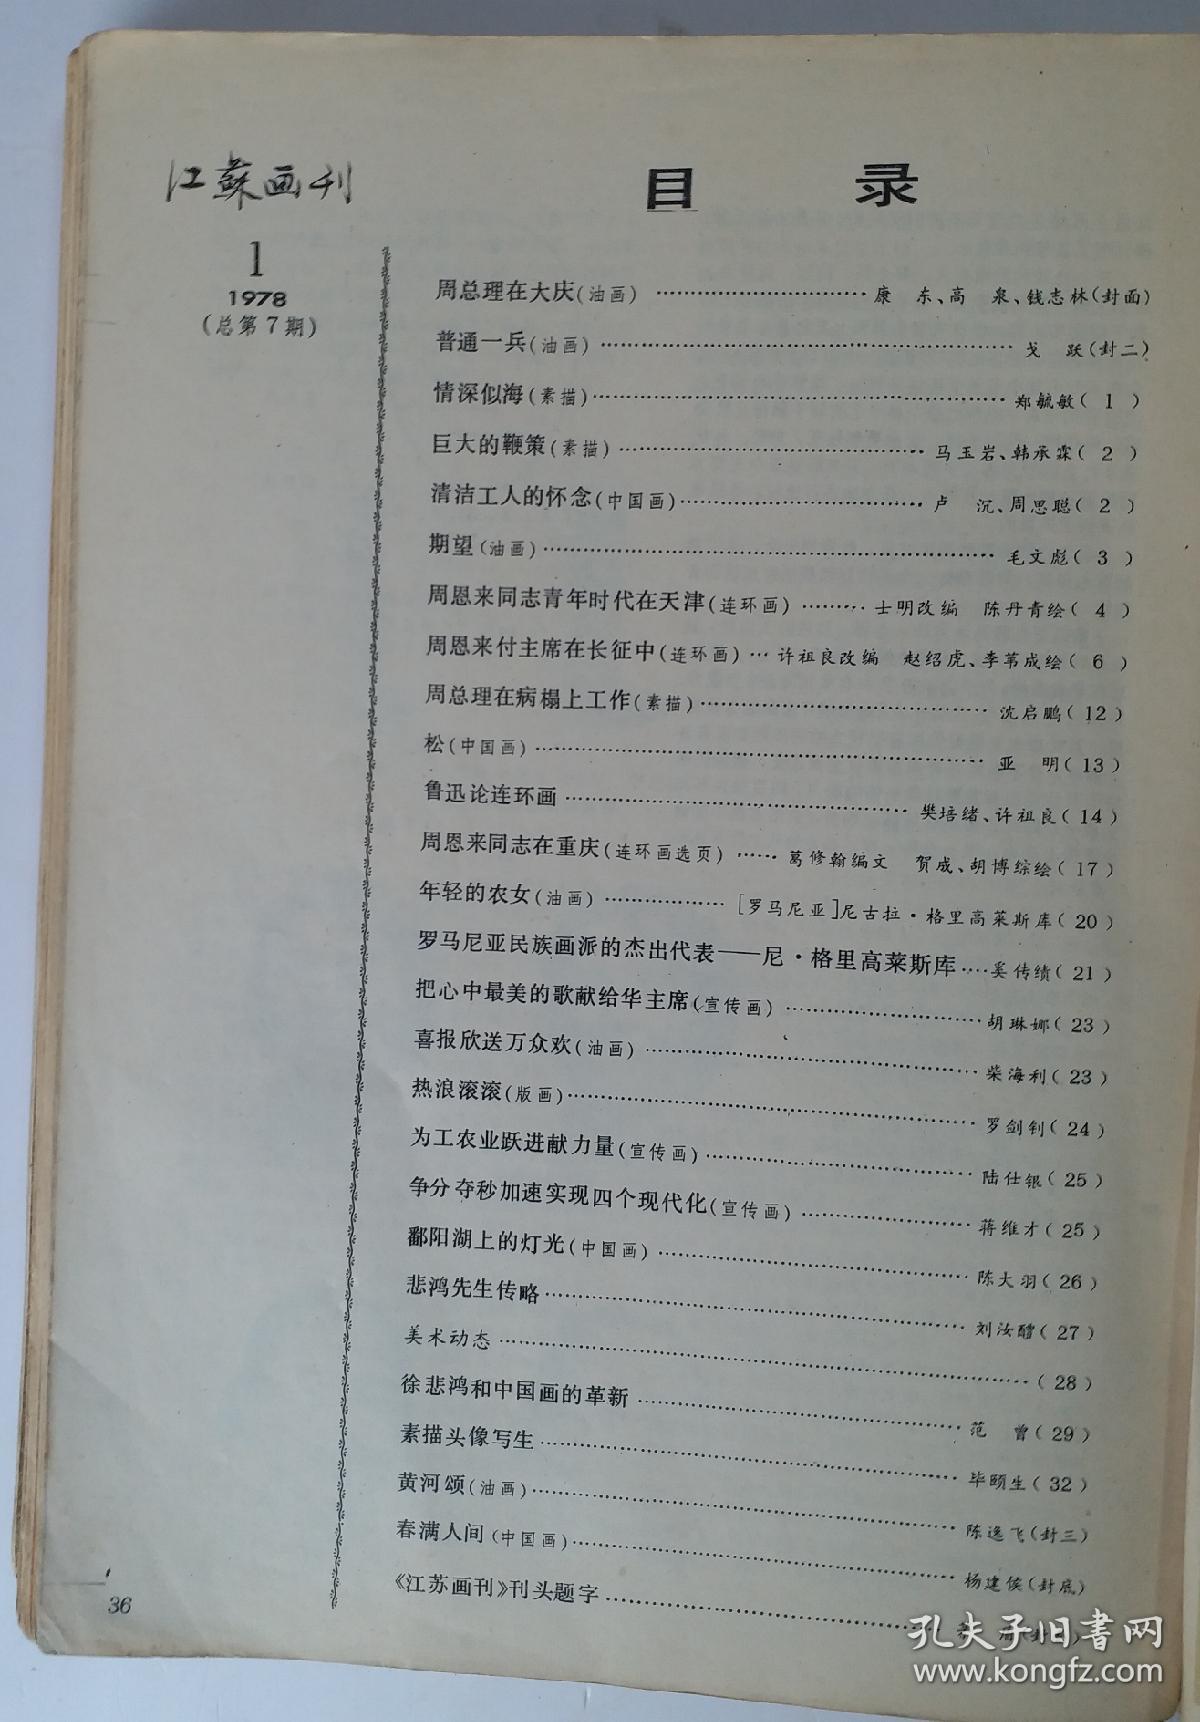 江蘇画刊
1
1978
(总第7期)
目 录
周总理在大庆(油画) ……………………… 康 东、高 泉、钱志林(封面)
普通一兵(油画) ……………………… 戈 跃(封二)
情深似海(素描) ……………………… 郑毓敏( 1 )
巨大的鞭策(素描) ……………………… 马玉岩、韩承霖( 2 )
清洁工人的怀念(中国画) ……………………… 卢 沉、周思聪( 2 )
期望(油画) ……………………… 毛文彪( 3 )
周恩来同志青年时代在天津(连环画) ……… 士明改编 陈丹青绘( 4 )
周恩来付主席在长征中(连环画) … 许祖良改编 赵绍虎、李苇成绘( 6 )
周总理在病榻上工作(素描) ……………………… 沈启鹏(12)
松(中国画) ……………………… 亚 明(13)
鲁迅论连环画 ……………………… 樊培绪、许祖良(14)
周恩来同志在重庆(连环画选页) …… 葛修翰编文 贺成、胡博综绘(17)
年轻的农女(油画) ……………… [罗马尼亚]尼古拉·格里高莱斯库(20)
罗马尼亚民族画派的杰出代表——尼·格里高莱斯库 … 奚传绩(21)
把心中最美的歌献给华主席(宣传画) ……………… 胡琳娜(23)
喜报欣送万众欢(油画) ……………………… 柴海利(23)
热浪滚滚(版画) ……………………… 罗剑钊(24)
为工农业跃进献力量(宣传画) ……………………… 陆仕银(25)
争分夺秒加速实现四个现代化(宣传画) ……………… 蒋维才(25)
鄱阳湖上的灯光(中国画) ……………………… 陈大羽(26)
悲鸿先生传略 ……………………… 刘汝醴(27)
美术动态 ……………………… (28)
徐悲鸿和中国画的革新 ……………………… 范 曾(29)
素描头像写生 ……………………… 毕颐生(32)
黄河颂(油画) ……………………… 陈逸飞(封三)
春满人间(中国画) ……………………… 杨建侯(封底)
《江苏画刊》刊头题字 ………………………
36
孔夫子旧书网
www.kongfz.com